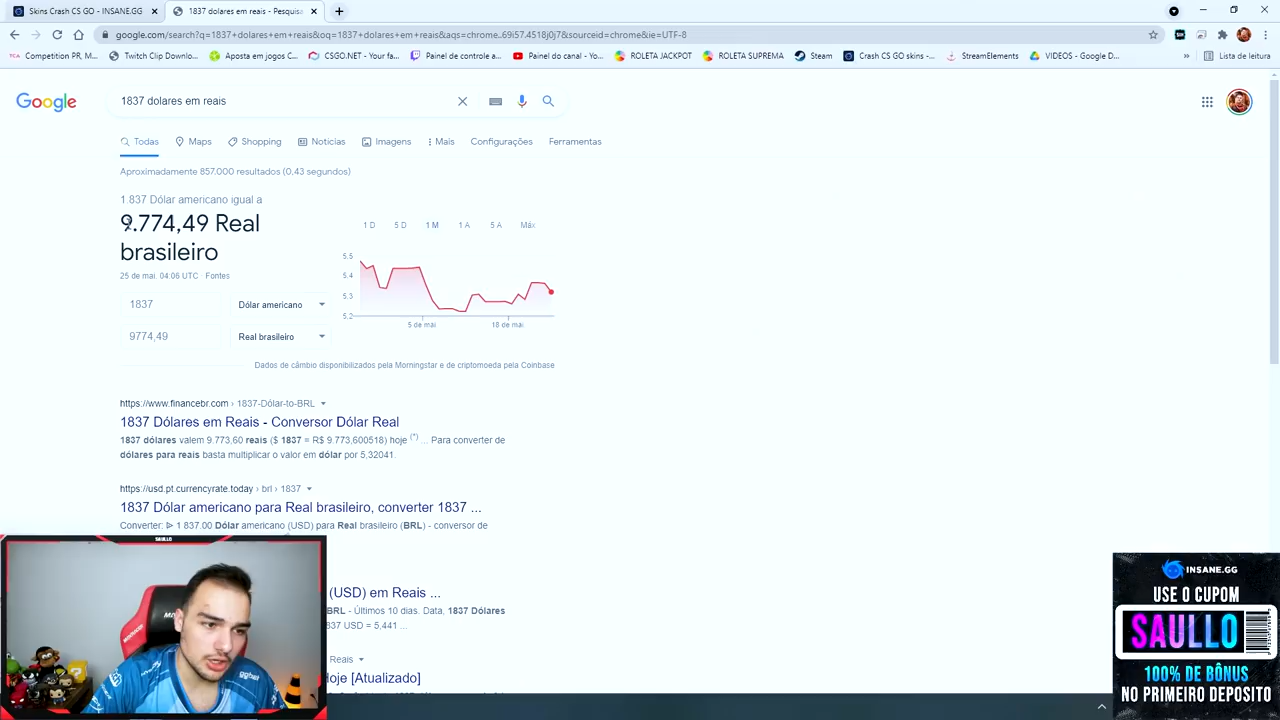 Skins Crash CS GO - INSANE.GG
1837 dolares em reais - Pesquisa
google.com/search?q=1837+dolares+em+reais&oq=1837+dolares+em+reais&aqs=chrome...69i57.4518j0j7&sourceid=chrome&ie=UTF-8
Competition PR, M...
Twitch Clip Downlo...
Aposta em jogos C...
CSGO.NET - Your fa...
Painel de controle a...
Painel do canal - Yo...
ROLETA JACKPOT
ROLETA SUPREMA
Steam
Crash CS GO skins -...
StreamElements
VIDEOS - Google D...
Lista de leitura
Google
1837 dolares em reais
Todas
Maps
Shopping
Notícias
Imagens
Mais
Configurações
Ferramentas
Aproximadamente 857.000 resultados (0,43 segundos)
1.837 Dólar americano igual a
9.774,49 Real
brasileiro
25 de mai. 04:06 UTC · Fontes
1837
Dólar americano
9774,49
Real brasileiro
1 D
5 D
1 M
1 A
5 A
Máx
5,5
5,4
5,3
5,2
5 de mai.
18 de mai.
Dados de câmbio disponibilizados pela Morningstar e de criptomoeda pela Coinbase
https://www.financebr.com › 1837-Dólar-to-BRL
1837 Dólares em Reais - Conversor Dólar Real
1837 dólares valem 9.773,60 reais ($ 1837 = R$ 9.773,600518) hoje (*) ... Para converter de
dólares para reais basta multiplicar o valor em dólar por 5,32041.
https://usd.pt.currencyrate.today › brl › 1837
1837 Dólar americano para Real brasileiro, converter 1837 ...
Converter: ᐈ 1 837.00 Dólar americano (USD) para Real brasileiro (BRL) - conversor de
(USD) em Reais ...
BRL - Últimos 10 dias. Data, 1837 Dólares
837 USD = 5,441 ...
Reais
Hoje [Atualizado]
SAULLO
INSANE.GG
USE O CUPOM
SAULLO
100% DE BÔNUS
NO PRIMEIRO DEPÓSITO